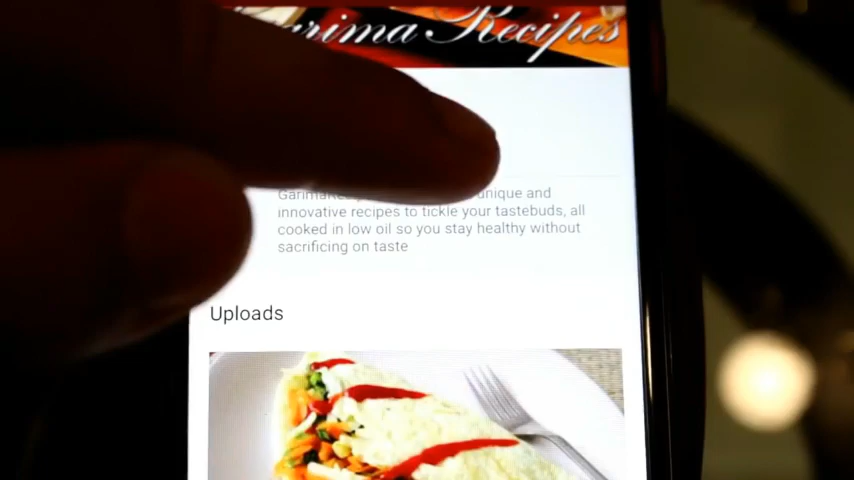 Recipes
unique and
innovative recipes to tickle your tastebuds, all
cooked in low oil so you stay healthy without
sacrificing on taste
Uploads